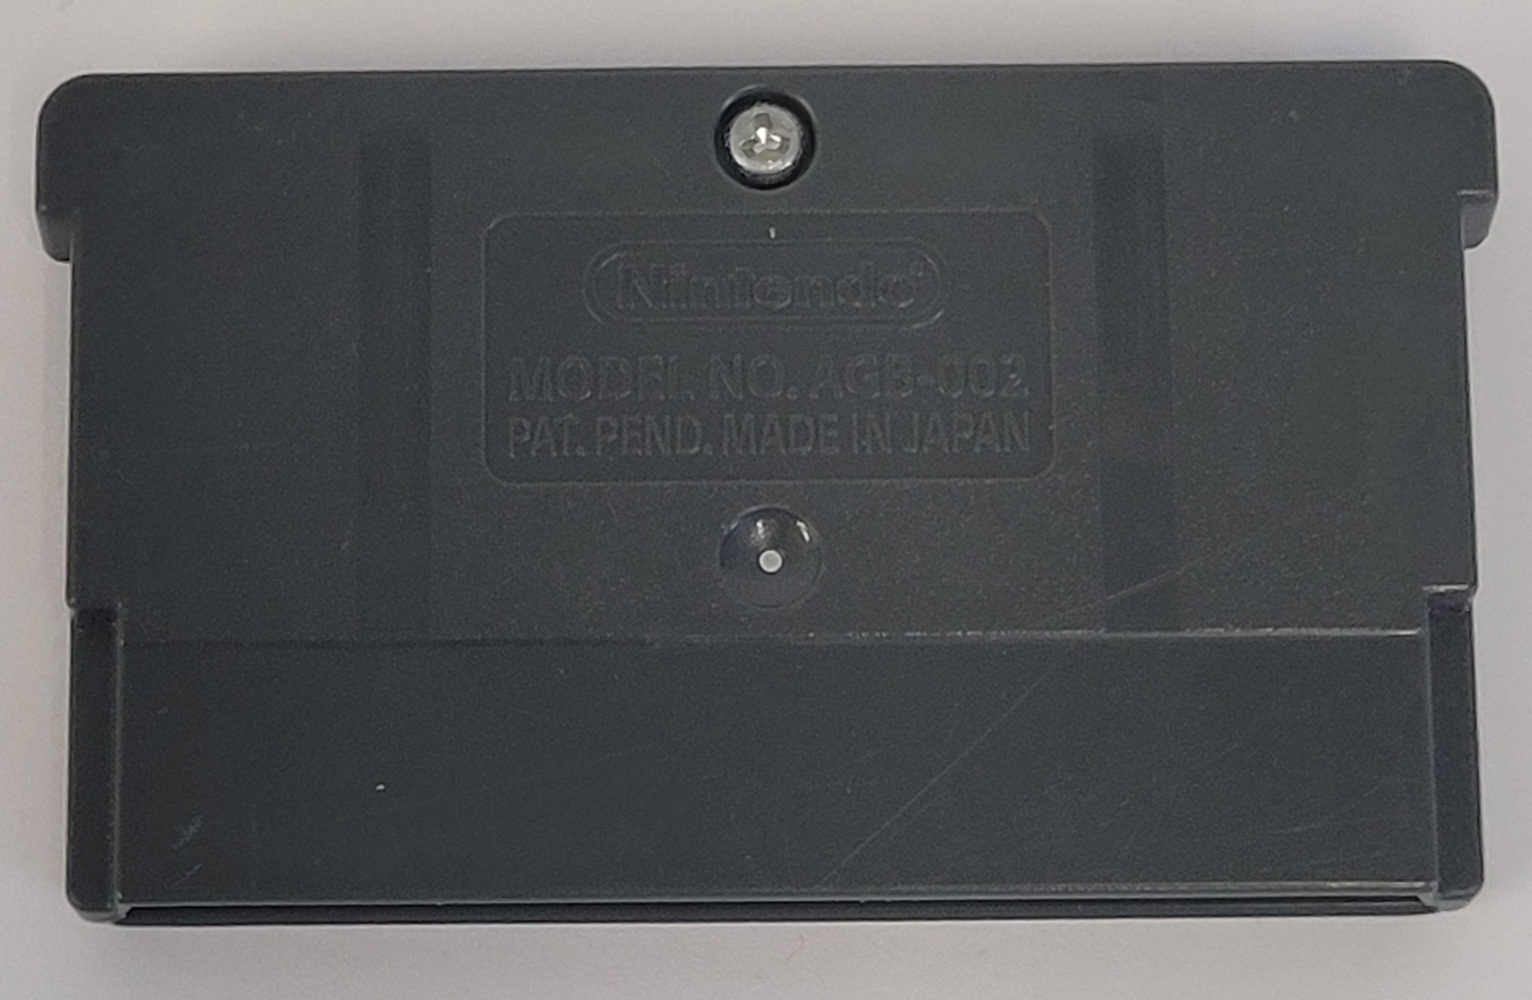 Nintendo®
MODEL NO. AGB-002
PAT. PEND. MADE IN JAPAN